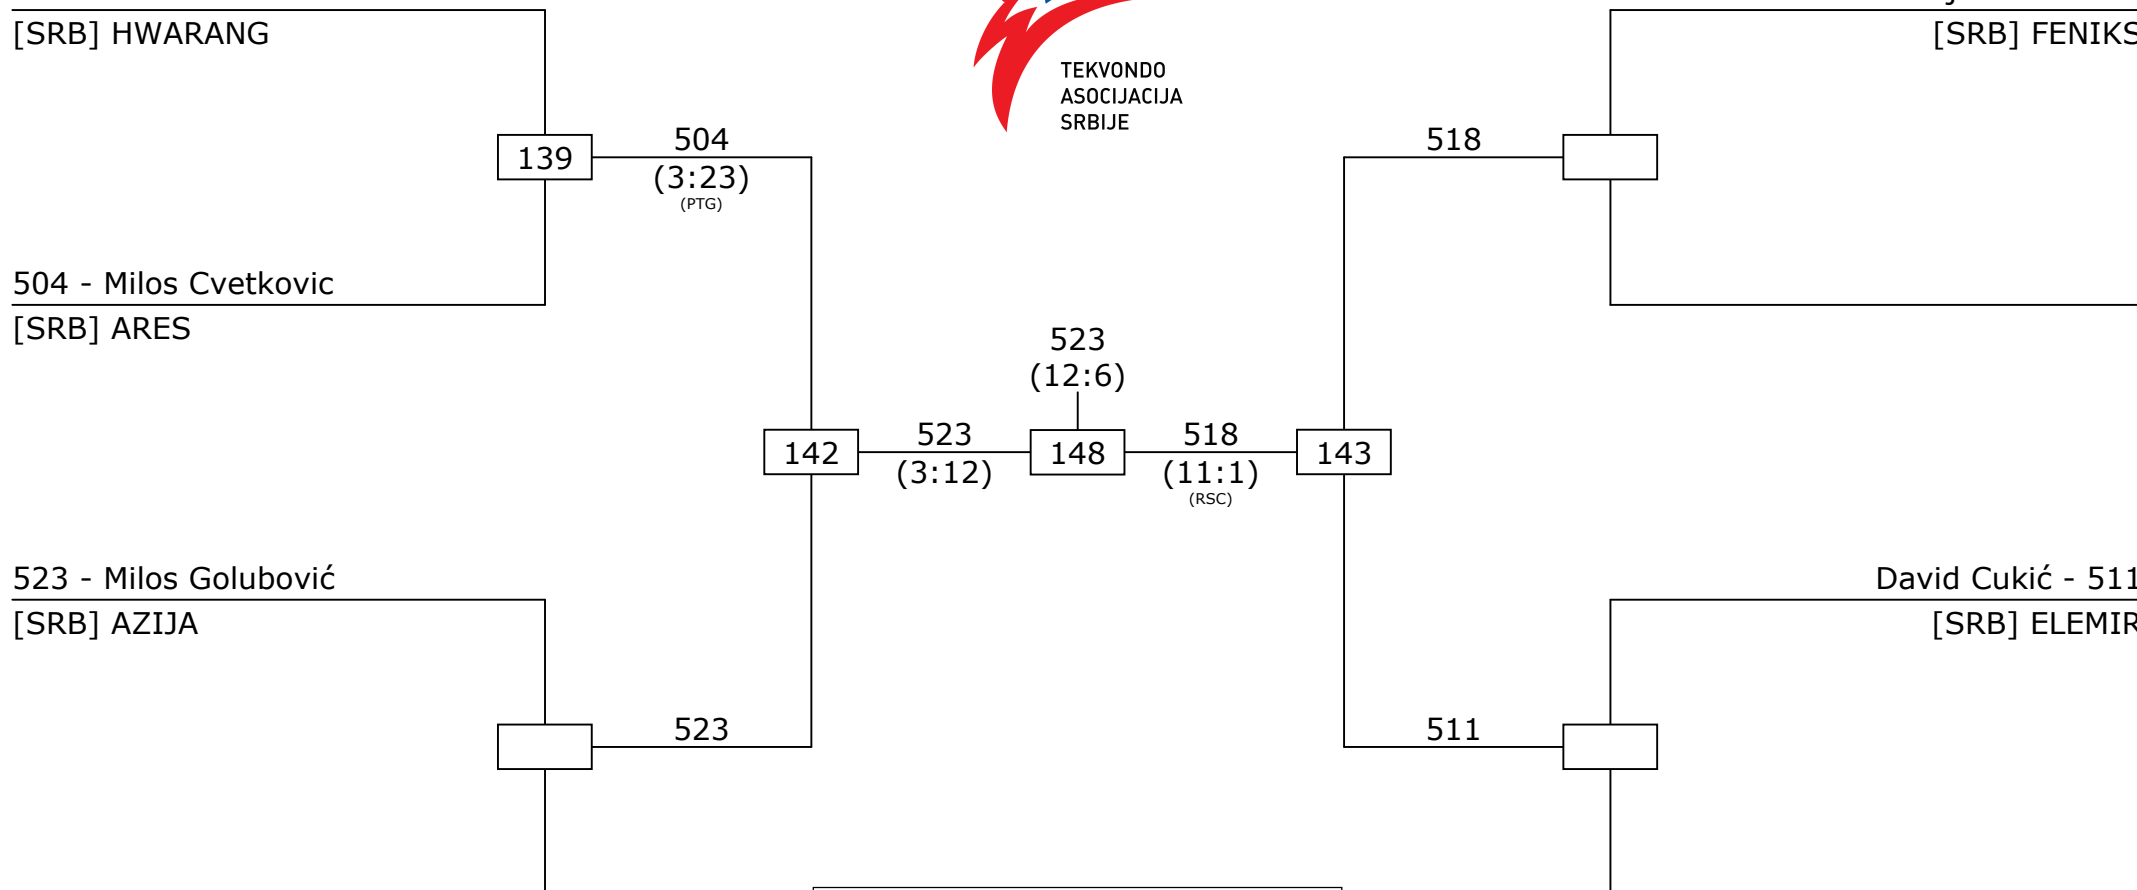 [SRB] HWARANG
[SRB] FENIKS
TEKVONDO
ASOCIJACIJA
SRBIJE
139
504
(3:23)
(PTG)
518
504 - Milos Cvetkovic
[SRB] ARES
523
(12:6)
142
523
(3:12)
148
518
(11:1)
(RSC)
143
523 - Milos Golubović
[SRB] AZIJA
David Cukić - 511
[SRB] ELEMIR
523
511